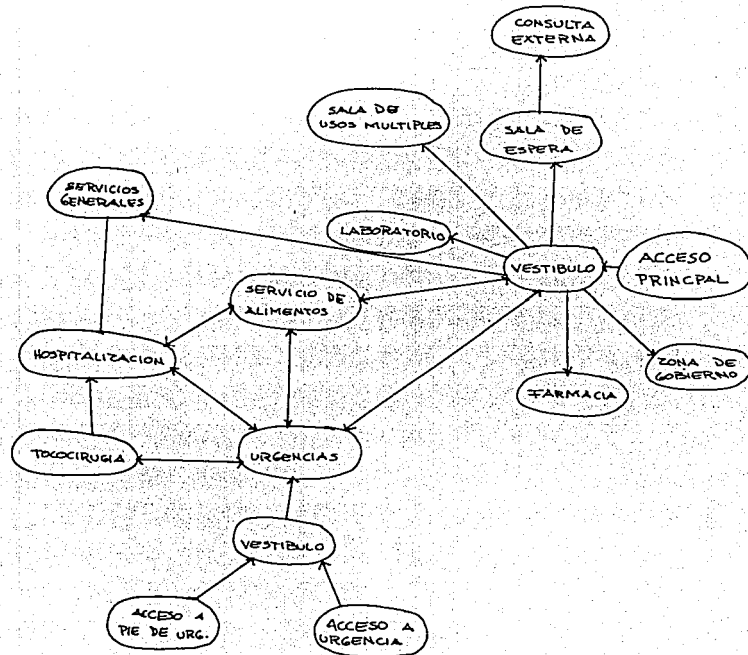 CONSULTA
EXTERNA
SALA DE
USOS MULTIPLES
SALA DE
ESPERA
SERVICIOS
GENERALES
LABORATORIO
VESTIBULO
ACCESO
PRINCPAL
SERVICIO DE
ALIMENTOS
HOSPITALIZACION
ZONA DE
GOBIERNO
FARMACIA
TOCOCIRUGIA
URGENCIAS
VESTIBULO
ACCESO A
PIE DE URG.
ACCESO A
URGENCIA